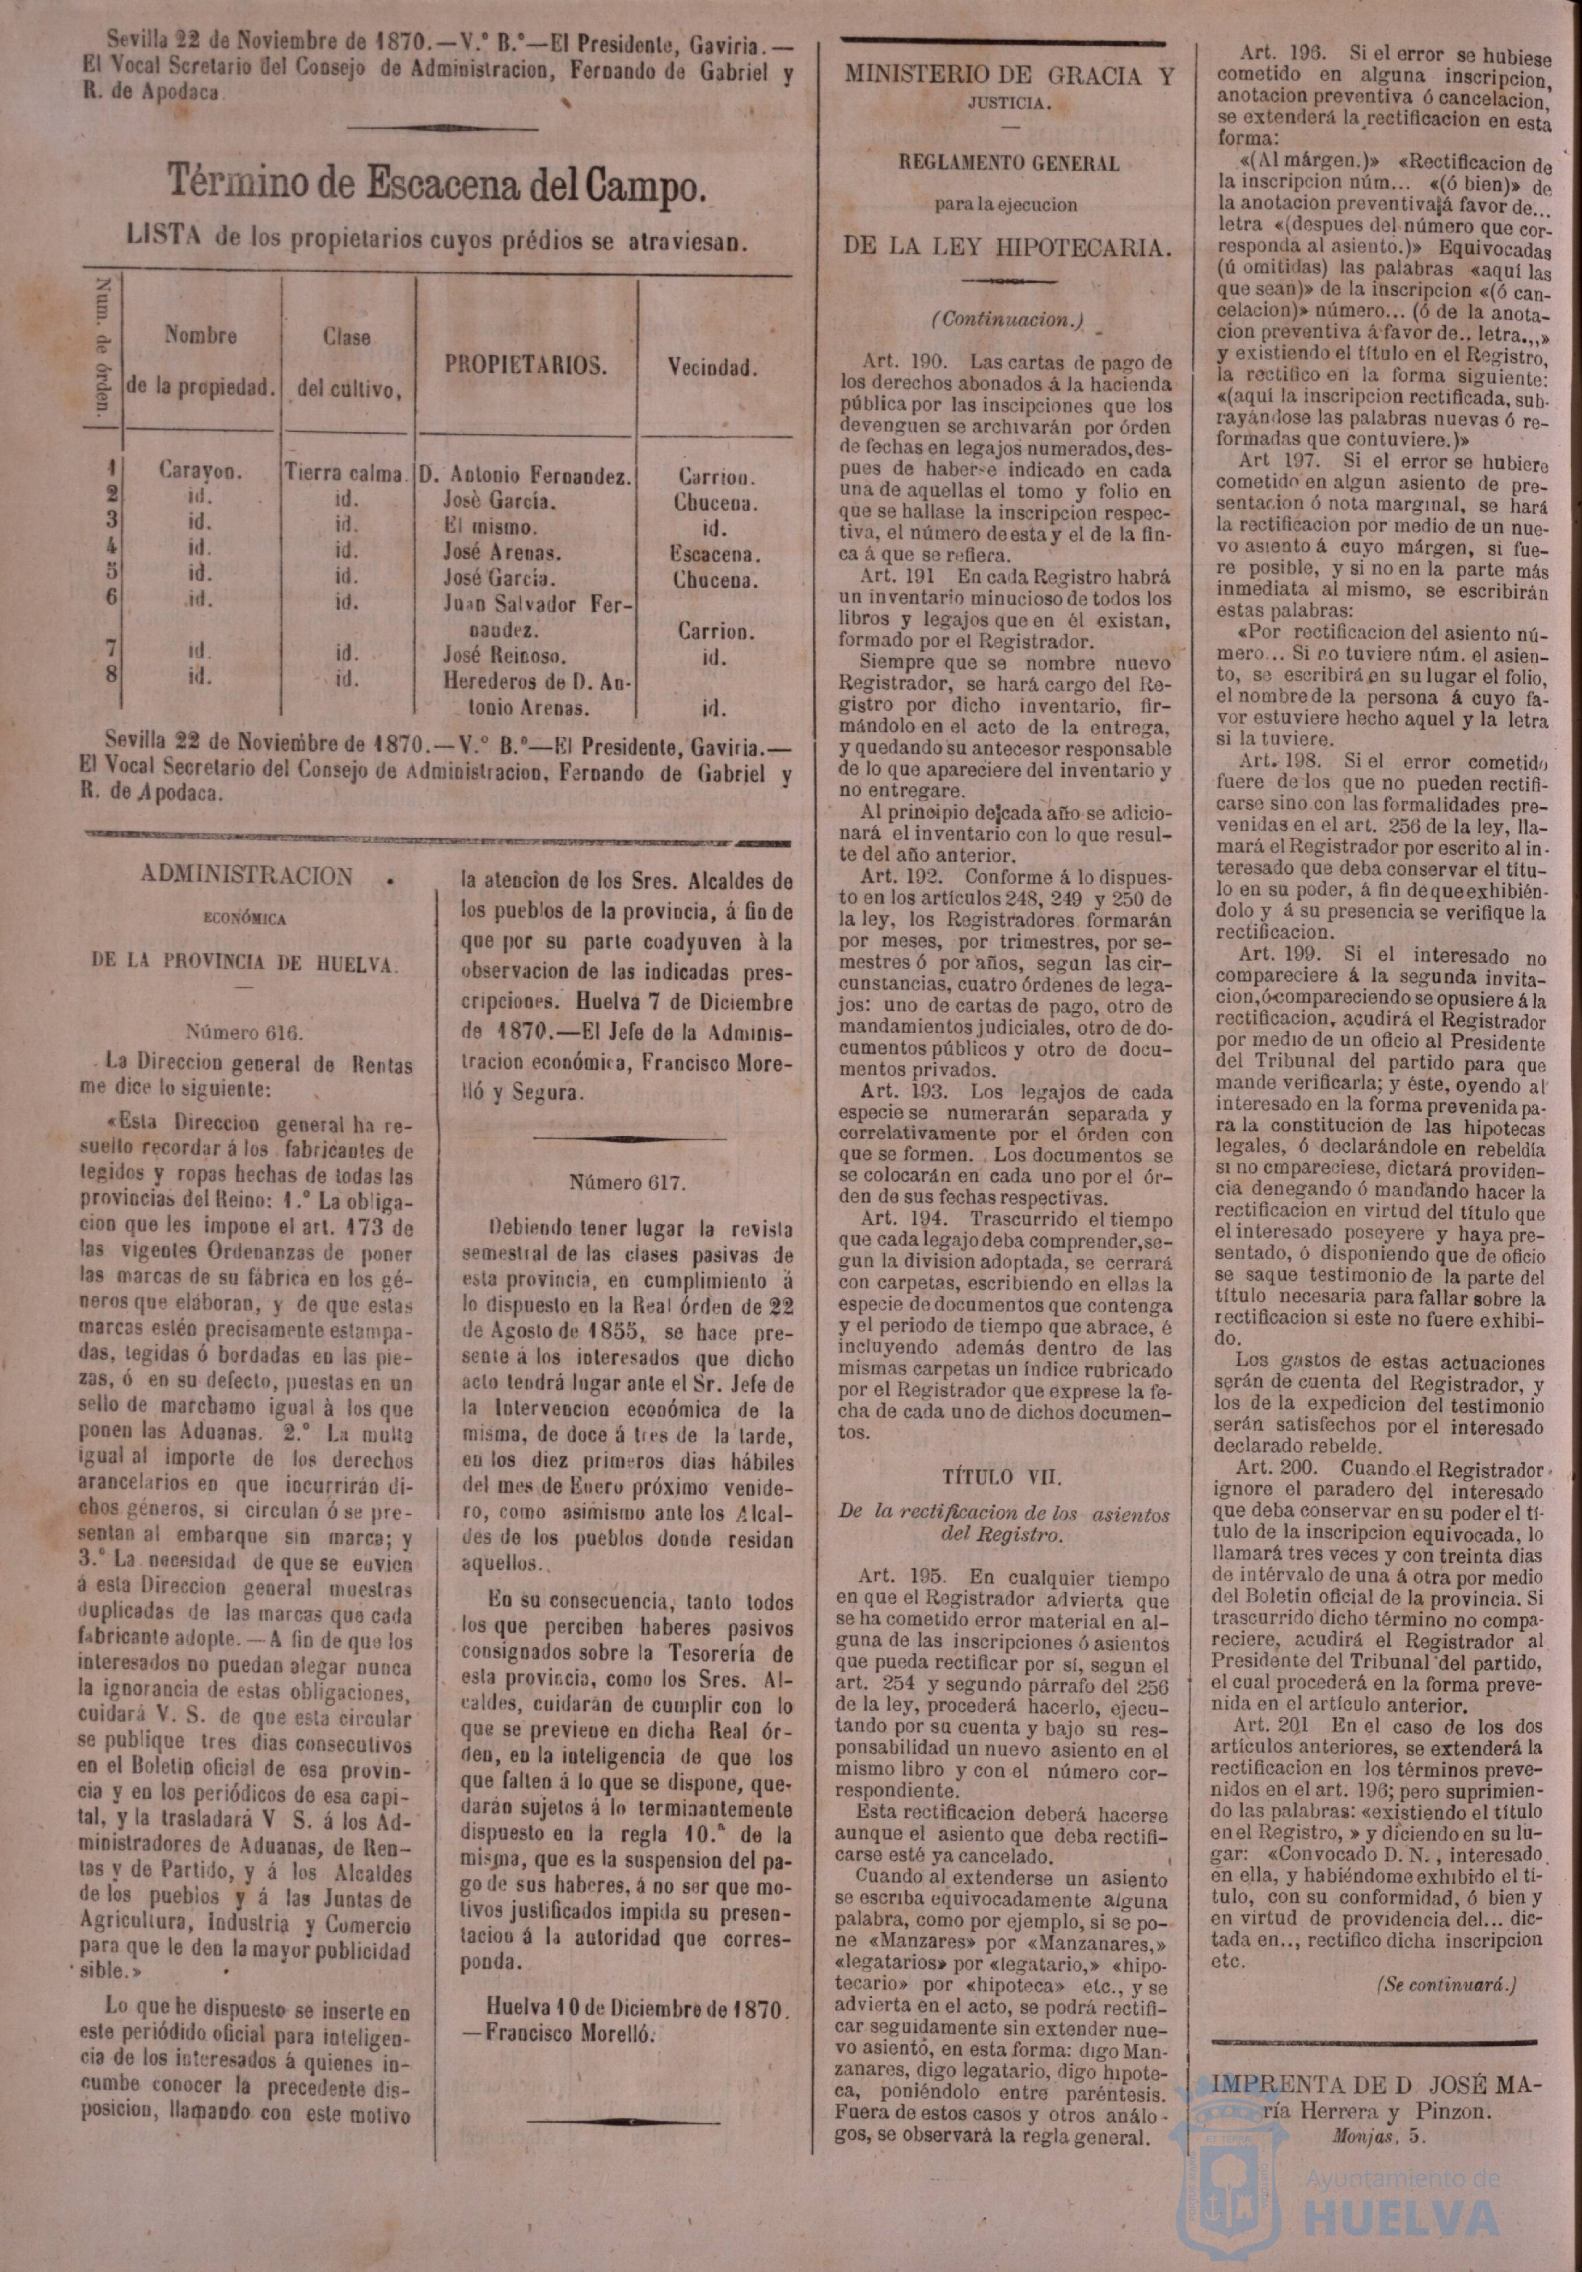 Sevilla 22 de Noviembre de 1870.—V.° B.°—El Presidente, Gaviria.—
El Vocal Scretario del Consejo de Administracion, Fernando de Gabriel y
R. de Apodaca.
Término de Escacena del Campo.
LISTA de los propietarios cuyos prédios se atraviesan.
Num. de órden.
Nombre
de la propiedad.
Clase
del cultivo,
PROPIETARIOS.
Vecindad.
1 Carayon. Tierra calma. D. Antonio Fernandez. Carrion.
2 id. id. José García. Chucena.
3 id. id. El mismo. id.
4 id. id. José Arenas. Escacena.
5 id. id. José García. Chucena.
6 id. id. Juan Salvador Fer-
nandez. Carrion.
7 id. id. José Reinoso. id.
8 id. id. Herederos de D. An-
tonio Arenas. id.
Sevilla 22 de Noviembre de 1870.—V.° B.°—El Presidente, Gaviria.—
El Vocal Secretario del Consejo de Administracion, Fernando de Gabriel y
R. de Apodaca.
ADMINISTRACION
ECONÓMICA
DE LA PROVINCIA DE HUELVA.
Número 616.
La Direccion general de Rentas
me dice lo siguiente:
«Esta Direccion general ha re-
suelto recordar á los fabricantes de
tegidos y ropas hechas de todas las
provincias del Reino: 1.° La obliga-
cion que les impone el art. 173 de
las vigentes Ordenanzas de poner
las marcas de su fábrica en los gé-
neros que elaboran, y de que estas
marcas estén precisamente estampa-
das, tegidas ó bordadas en las pie-
zas, ó en su defecto, puestas en un
sello de marchamo igual à los que
ponen las Aduanas. 2.° La multa
igual al importe de los derechos
arancelarios en que incurrirán di-
chos géneros, si circulan ó se pre-
sentan al embarque sin marca; y
3.° La necesidad de que se envien
á esta Direccion general muestras
duplicadas de las marcas que cada
fabricante adopte.—A fin de que los
interesados no puedan alegar nunca
la ignorancia de estas obligaciones,
cuidará V. S. de que esta circular
se publique tres dias consecutivos
en el Boletin oficial de esa provin-
cia y en los periódicos de esa capi-
tal, y la trasladará V S. á los Ad-
ministradores de Aduanas, de Ren-
tas y de Partido, y á los Alcaldes
de los pueblos y á las Juntas de
Agricultura, Industria y Comercio
para que le den la mayor publicidad
sible.»
Lo que he dispuesto se inserte en
este periódido oficial para inteligen-
cia de los interesados á quienes in-
cumbe conocer la precedente dis-
posicion, llamando con este motivo
la atencion de los Sres. Alcaldes de
los pueblos de la provincia, á fin de
que por su parte coadyuven à la
observacion de las indicadas pres-
cripciones. Huelva 7 de Diciembre
de 1870.—El Jefe de la Adminis-
tracion económica, Francisco More-
lló y Segura.
Número 617.
Debiendo tener lugar la revista
semestral de las clases pasivas de
esta provincia, en cumplimiento á
lo dispuesto en la Real órden de 22
de Agosto de 1855, se hace pre-
sente á los interesados que dicho
acto tendrá lugar ante el Sr. Jefe de
la Intervencion económica de la
misma, de doce á tres de la tarde,
en los diez primeros dias hábiles
del mes de Enero próximo venide-
ro, como asimismo ante los Alcal-
des de los pueblos donde residan
aquellos.
En su consecuencia, tanto todos
los que perciben haberes pasivos
consignados sobre la Tesorería de
esta provincia, como los Sres. Al-
caldes, cuidarán de cumplir con lo
que se previene en dicha Real ór-
den, en la inteligencia de que los
que falten á lo que se dispone, que-
darán sujetos á lo terminantemente
dispuesto en la regla 10.ª de la
misma, que es la suspension del pa-
go de sus haberes, á no ser que mo-
tivos justificados impida su presen-
tacion á la autoridad que corres-
ponda.
Huelva 10 de Diciembre de 1870.
—Francisco Morelló.
MINISTERIO DE GRACIA Y
JUSTICIA.
REGLAMENTO GENERAL
para la ejecucion
DE LA LEY HIPOTECARIA.
(Continuacion.)
Art. 190. Las cartas de pago de
los derechos abonados á la hacienda
pública por las inscipciones que los
devenguen se archivarán por órden
de fechas en legajos numerados, des-
pues de haberse indicado en cada
una de aquellas el tomo y folio en
que se hallase la inscripcion respec-
tiva, el número de esta y el de la fin-
ca á que se refiera.
Art. 191 En cada Registro habrá
un inventario minucioso de todos los
libros y legajos que en él existan,
formado por el Registrador.
Siempre que se nombre nuevo
Registrador, se hará cargo del Re-
gistro por dicho inventario, fir-
mándolo en el acto de la entrega,
y quedando su antecesor responsable
de lo que apareciere del inventario y
no entregare.
Al principio de cada año se adicio-
nará el inventario con lo que resul-
te del año anterior.
Art. 192. Conforme á lo dispues-
to en los artículos 248, 249 y 250 de
la ley, los Registradores formarán
por meses, por trimestres, por se-
mestres ó por años, segun las cir-
cunstancias, cuatro órdenes de lega-
jos: uno de cartas de pago, otro de
mandamientos judiciales, otro de do-
cumentos públicos y otro de docu-
mentos privados.
Art. 193. Los legajos de cada
especie se numerarán separada y
correlativamente por el órden con
que se formen. Los documentos se
se colocarán en cada uno por el ór-
den de sus fechas respectivas.
Art. 194. Trascurrido el tiempo
que cada legajo deba comprender, se-
gun la division adoptada, se cerrará
con carpetas, escribiendo en ellas la
especie de documentos que contenga
y el periodo de tiempo que abrace, é
incluyendo además dentro de las
mismas carpetas un índice rubricado
por el Registrador que exprese la fe-
cha de cada uno de dichos documen-
tos.
TÍTULO VII.
De la rectificacion de los asientos
del Registro.
Art. 195. En cualquier tiempo
en que el Registrador advierta que
se ha cometido error material en al-
guna de las inscripciones ó asientos
que pueda rectificar por sí, segun el
art. 254 y segundo párrafo del 256
de la ley, procederá hacerlo, ejecu-
tando por su cuenta y bajo su res-
ponsabilidad un nuevo asiento en el
mismo libro y con el número cor-
respondiente.
Esta rectificacion deberá hacerse
aunque el asiento que deba rectifi-
carse esté ya cancelado.
Cuando al extenderse un asiento
se escriba equivocadamente alguna
palabra, como por ejemplo, si se po-
ne «Manzares» por «Manzanares,»
«legatarios» por «legatario,» «hipo-
tecario» por «hipoteca» etc., y se
advierta en el acto, se podrá rectifi-
car seguidamente sin extender nue-
vo asiento, en esta forma: digo Man-
zanares, digo legatario, digo hipote-
ca, poniéndolo entre paréntesis.
Fuera de estos casos y otros análo-
gos, se observará la regla general.
Art. 196. Si el error se hubiese
cometido en alguna inscripcion,
anotacion preventiva ó cancelacion,
se extenderá la rectificacion en esta
forma:
«(Al márgen.)» «Rectificacion de
la inscripcion núm... «(ó bien)» de
la anotacion preventiva á favor de...
letra «(despues del número que cor-
responda al asiento.)» Equivocadas
(ú omitidas) las palabras «aquí las
que sean)» de la inscripcion «(ó can-
celacion)» número... (ó de la anota-
cion preventiva á favor de.. letra...»
y existiendo el título en el Registro,
la rectifico en la forma siguiente:
«(aquí la inscripcion rectificada, sub-
rayándose las palabras nuevas ó re-
formadas que contuviere.)»
Art 197. Si el error se hubiere
cometido en algun asiento de pre-
sentacion ó nota marginal, se hará
la rectificacion por medio de un nue-
vo asiento á cuyo márgen, si fue-
re posible, y si no en la parte más
inmediata al mismo, se escribirán
estas palabras:
«Por rectificacion del asiento nú-
mero... Si no tuviere núm. el asien-
to, se escribirá en su lugar el folio,
el nombre de la persona á cuyo fa-
vor estuviere hecho aquel y la letra
si la tuviere.
Art. 198. Si el error cometido
fuere de los que no pueden rectifi-
carse sino con las formalidades pre-
venidas en el art. 256 de la ley, lla-
mará el Registrador por escrito al in-
teresado que deba conservar el títu-
lo en su poder, á fin de que exhibién-
dolo y á su presencia se verifique la
rectificacion.
Art. 199. Si el interesado no
compareciere á la segunda invita-
cion, ó compareciendo se opusiere á la
rectificacion, acudirá el Registrador
por medio de un oficio al Presidente
del Tribunal del partido para que
mande verificarla; y éste, oyendo al
interesado en la forma prevenida pa-
ra la constitución de las hipotecas
legales, ó declarándole en rebeldía
si no cmpareciese, dictará providen-
cia denegando ó mandando hacer la
rectificacion en virtud del título que
el interesado poseyere y haya pre-
sentado, ó disponiendo que de oficio
se saque testimonio de la parte del
título necesaria para fallar sobre la
rectificacion si este no fuere exhibi-
do.
Los gastos de estas actuaciones
serán de cuenta del Registrador, y
los de la expedicion del testimonio
serán satisfechos por el interesado
declarado rebelde.
Art. 200. Cuando el Registrador
ignore el paradero del interesado
que deba conservar en su poder el tí-
tulo de la inscripcion equivocada, lo
llamará tres veces y con treinta dias
de intérvalo de una á otra por medio
del Boletin oficial de la provincia. Si
trascurrido dicho término no compa-
reciere, acudirá el Registrador al
Presidente del Tribunal del partido,
el cual procederá en la forma preve-
nida en el artículo anterior.
Art. 201 En el caso de los dos
artículos anteriores, se extenderá la
rectificacion en los términos preve-
nidos en el art. 196; pero suprimien-
do las palabras: «existiendo el título
en el Registro, » y diciendo en su lu-
gar: «Convocado D. N., interesado
en ella, y habiéndome exhibido el tí-
tulo, con su conformidad, ó bien y
en virtud de providencia del... dic-
tada en.., rectifico dicha inscripcion
etc.
(Se continuará.)
IMPRENTA DE D. JOSÉ MA-
ría Herrera y Pinzon.
Monjas, 5.
Ayuntamiento de
HUELVA